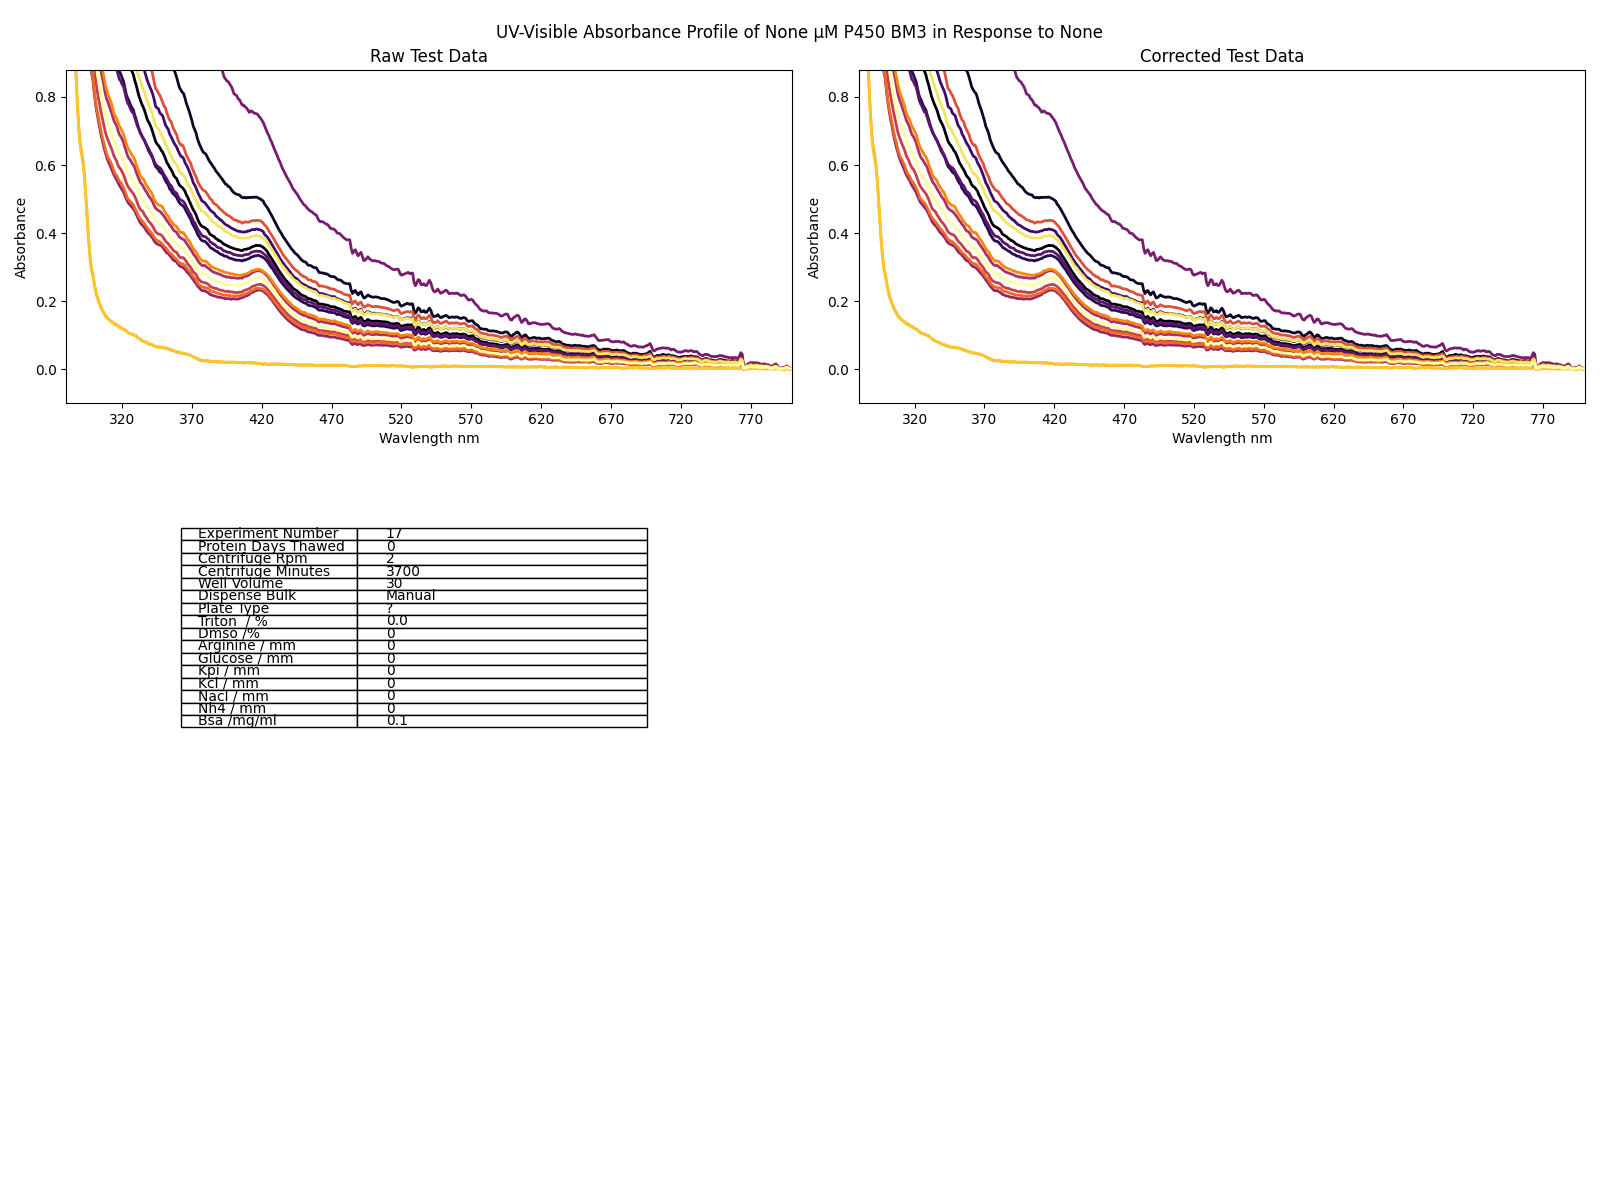 UV-Visible Absorbance Profile of None µM P450 BM3 in Response to None
Raw Test Data
Absorbance
0.8
0.6
0.4
0.2
0.0
320 370 420 470 520 570 620 670 720 770
Wavlength nm
Corrected Test Data
Absorbance
0.8
0.6
0.4
0.2
0.0
320 370 420 470 520 570 620 670 720 770
Wavlength nm
Experiment Number 17
Protein Days Thawed 0
Centrifuge Rpm 2
Centrifuge Minutes 3700
Well Volume 30
Dispense Bulk Manual
Plate Type ?
Triton / % 0.0
Dmso /% 0
Arginine / mm 0
Glucose / mm 0
Kpi / mm 0
Kcl / mm 0
Nacl / mm 0
Nh4 / mm 0
Bsa /mg/ml 0.1